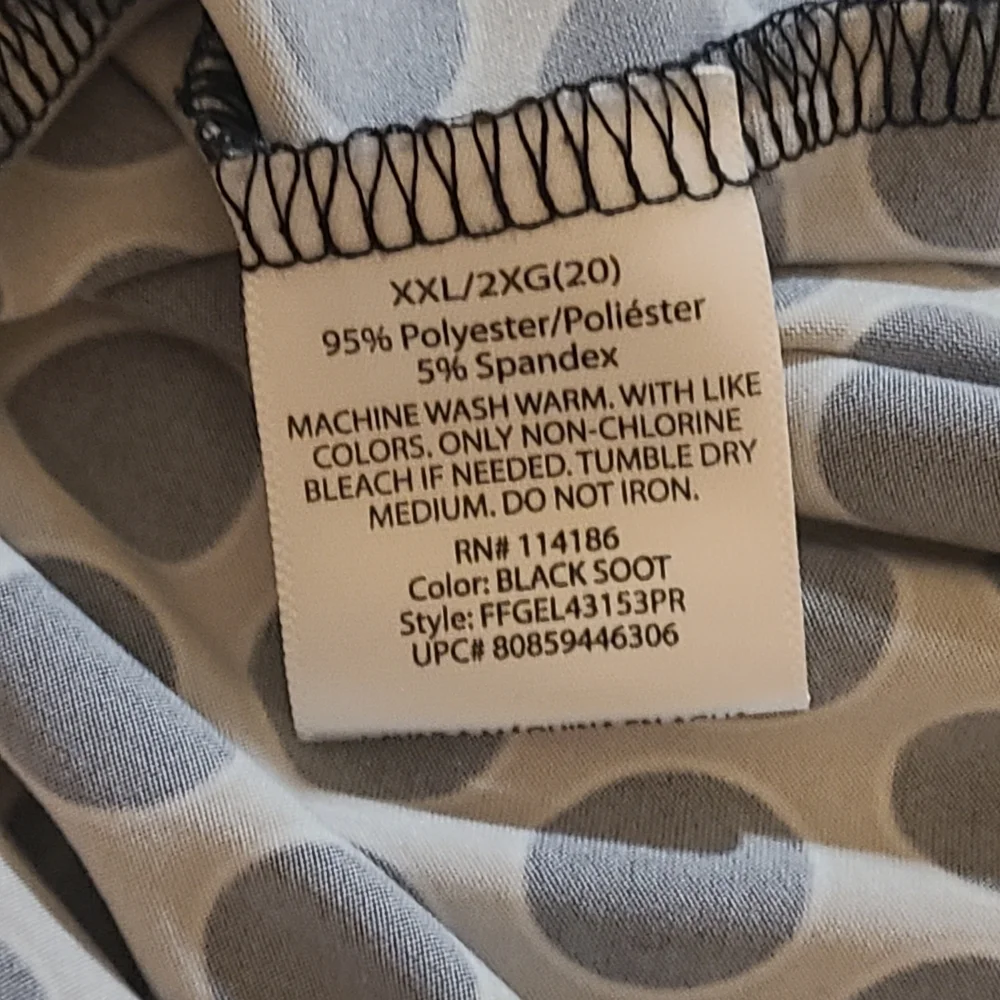 XXL/2XG(20)
95% Polyester/Poliéster
5% Spandex
MACHINE WASH WARM. WITH LIKE
COLORS. ONLY NON-CHLORINE
BLEACH IF NEEDED. TUMBLE DRY
MEDIUM. DO NOT IRON.
RN# 114186
Color: BLACK SOOT
Style: FFGEL43153PR
UPC# 80859446306